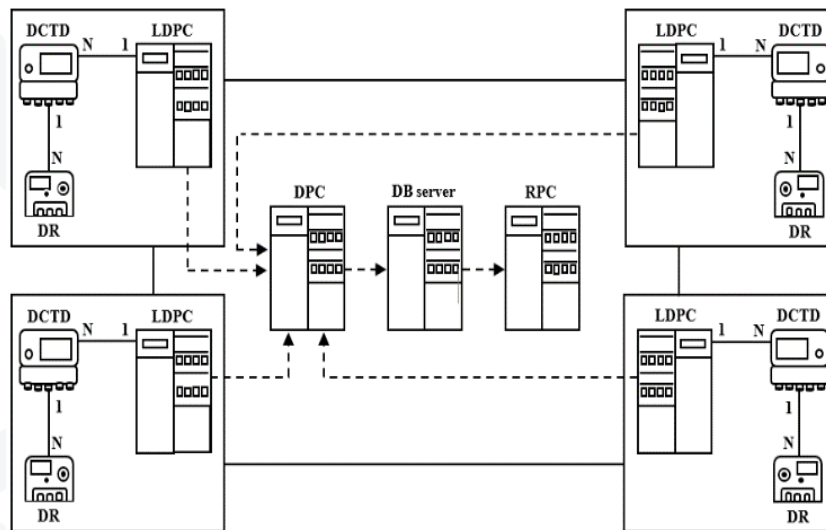 DCTD N 1 LDPC
1
N
DR
LDPC 1 N DCTD
1
N
DR
DPC DB server RPC
DCTD N 1 LDPC
1
N
DR
LDPC 1 N DCTD
1
N
DR